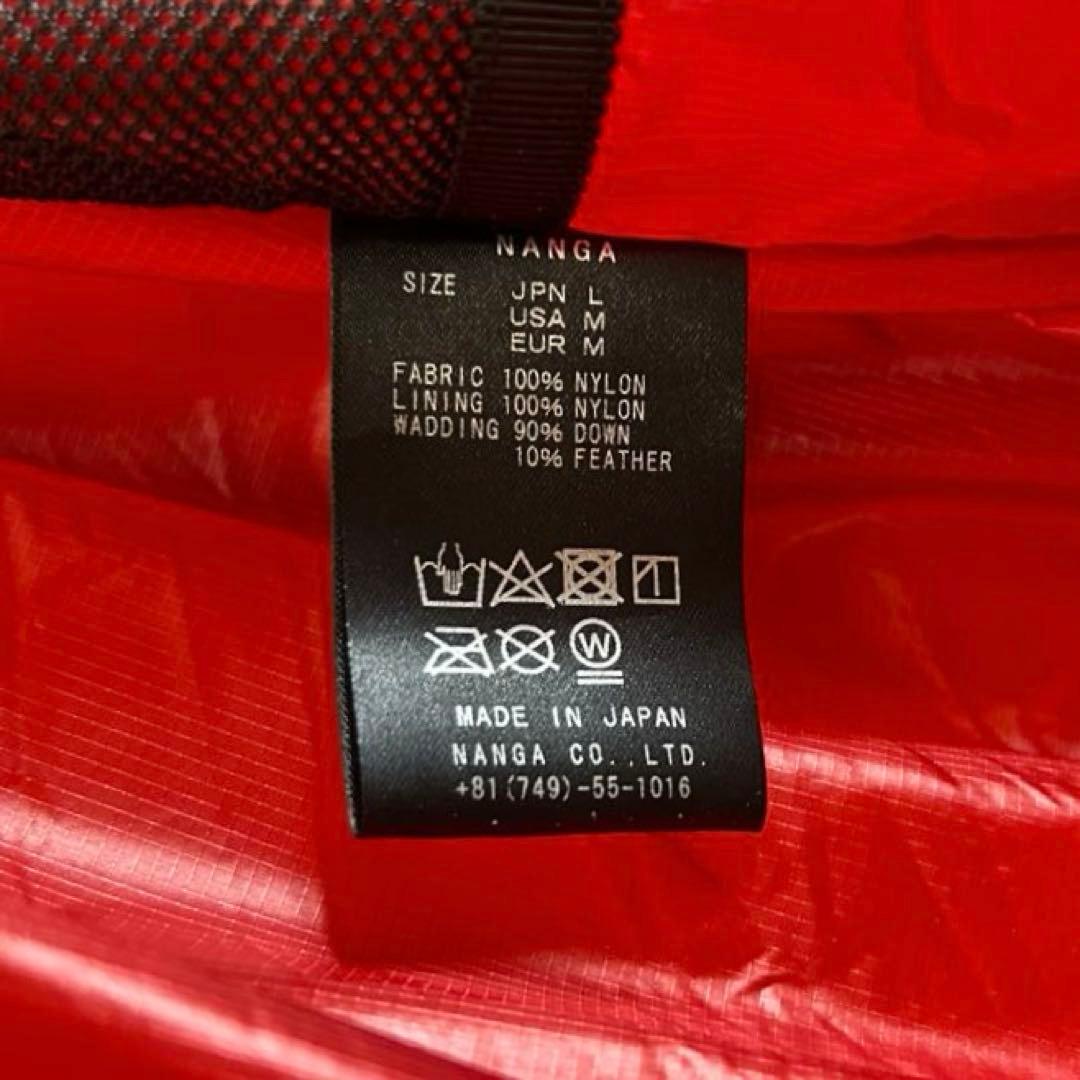 NANGA
SIZE JPN L
USA M
EUR M
FABRIC 100% NYLON
LINING 100% NYLON
WADDING 90% DOWN
10% FEATHER
W
MADE IN JAPAN
NANGA CO.,LTD.
+81(749)-55-1016